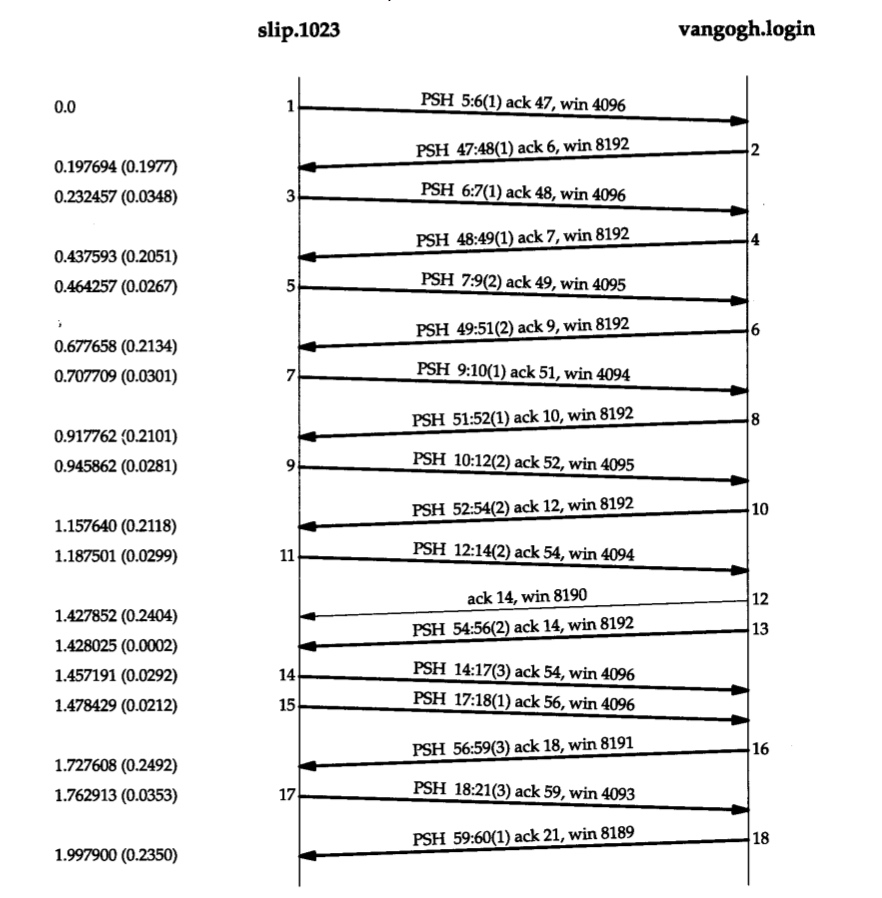 slip.1023 vangogh.login
0.0 1 PSH 5:6(1) ack 47, win 4096
PSH 47:48(1) ack 6, win 8192 2
0.197694 (0.1977)
0.232457 (0.0348) 3 PSH 6:7(1) ack 48, win 4096
PSH 48:49(1) ack 7, win 8192 4
0.437593 (0.2051)
0.464257 (0.0267) 5 PSH 7:9(2) ack 49, win 4095
PSH 49:51(2) ack 9, win 8192 6
0.677658 (0.2134)
0.707709 (0.0301) 7 PSH 9:10(1) ack 51, win 4094
PSH 51:52(1) ack 10, win 8192 8
0.917762 (0.2101)
0.945862 (0.0281) 9 PSH 10:12(2) ack 52, win 4095
PSH 52:54(2) ack 12, win 8192 10
1.157640 (0.2118)
1.187501 (0.0299) 11 PSH 12:14(2) ack 54, win 4094
ack 14, win 8190 12
1.427852 (0.2404)
PSH 54:56(2) ack 14, win 8192 13
1.428025 (0.0002)
1.457191 (0.0292) 14 PSH 14:17(3) ack 54, win 4096
1.478429 (0.0212) 15 PSH 17:18(1) ack 56, win 4096
PSH 56:59(3) ack 18, win 8191 16
1.727608 (0.2492)
1.762913 (0.0353) 17 PSH 18:21(3) ack 59, win 4093
PSH 59:60(1) ack 21, win 8189 18
1.997900 (0.2350)